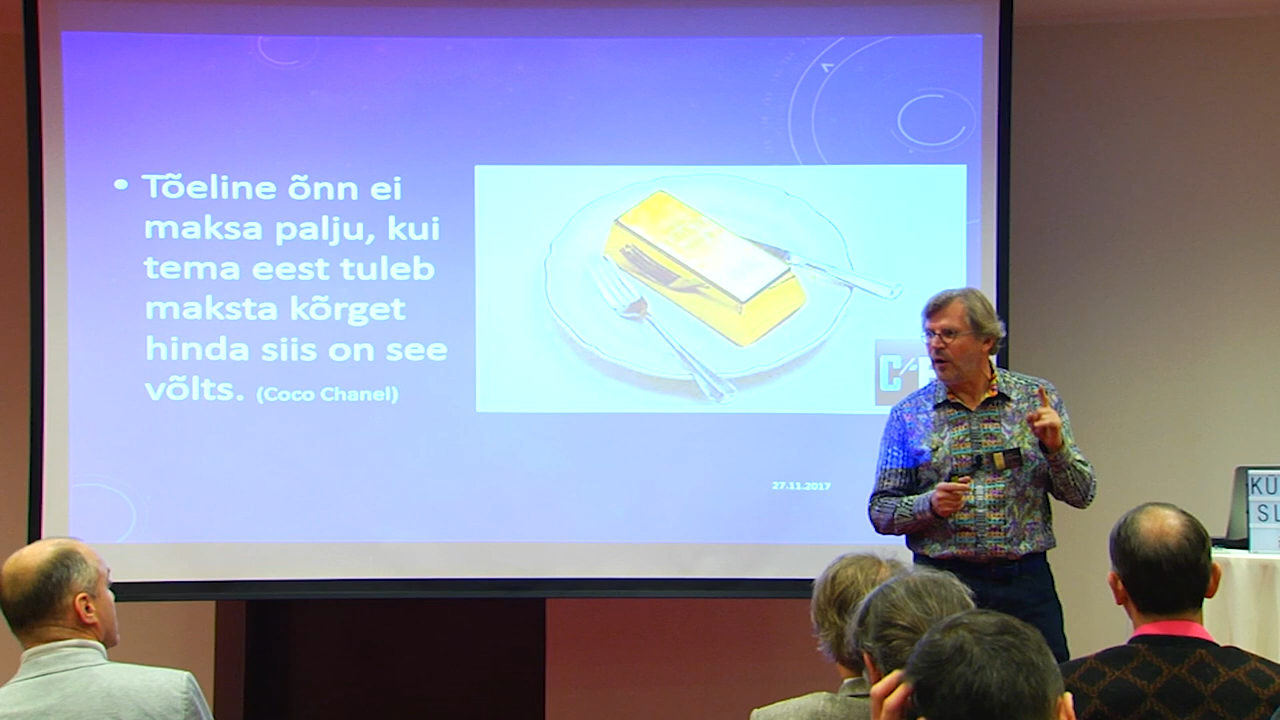 • Tõeline õnn ei
maksa palju, kui
tema eest tuleb
maksta kõrget
hinda siis on see
võlts. (Coco Chanel)
27.11.2017